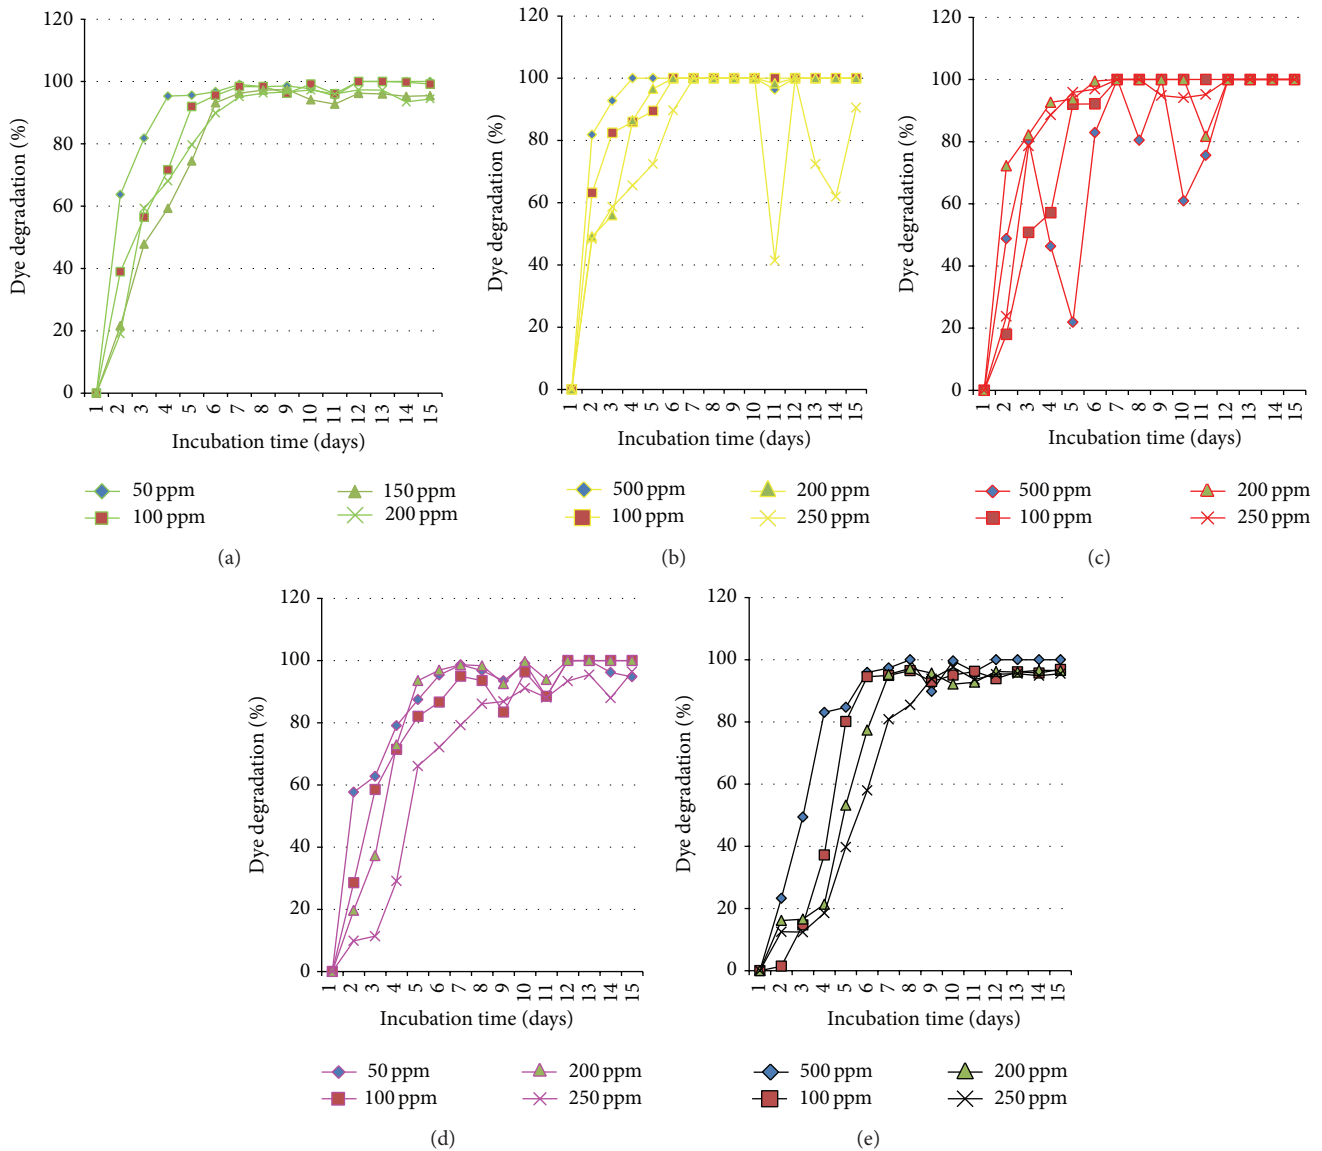 120
100
80
60
40
20
0
Dye degradation (%)
1 2 3 4 5 6 7 8 9 10 11 12 13 14 15
Incubation time (days)
50 ppm
100 ppm
150 ppm
200 ppm
(a)
120
100
80
60
40
20
0
Dye degradation (%)
1 2 3 4 5 6 7 8 9 10 11 12 13 14 15
Incubation time (days)
500 ppm
100 ppm
200 ppm
250 ppm
(b)
120
100
80
60
40
20
0
Dye degradation (%)
1 2 3 4 5 6 7 8 9 10 11 12 13 14 15
Incubation time (days)
500 ppm
100 ppm
200 ppm
250 ppm
(c)
120
100
80
60
40
20
0
Dye degradation (%)
1 2 3 4 5 6 7 8 9 10 11 12 13 14 15
Incubation time (days)
50 ppm
100 ppm
200 ppm
250 ppm
(d)
120
100
80
60
40
20
0
Dye degradation (%)
1 2 3 4 5 6 7 8 9 10 11 12 13 14 15
Incubation time (days)
500 ppm
100 ppm
200 ppm
250 ppm
(e)